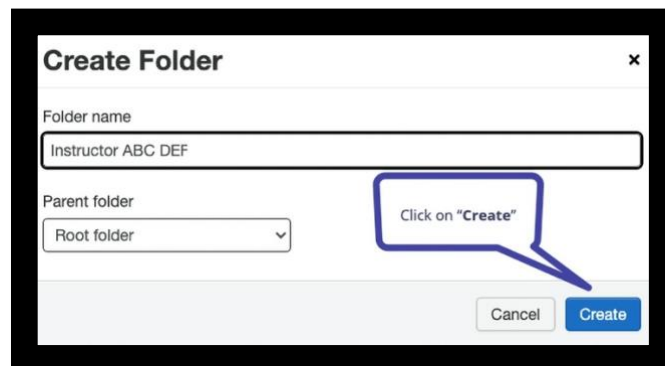 Create Folder
×
Folder name
Instructor ABC DEF
Parent folder
Root folder
Click on "Create"
Cancel
Create